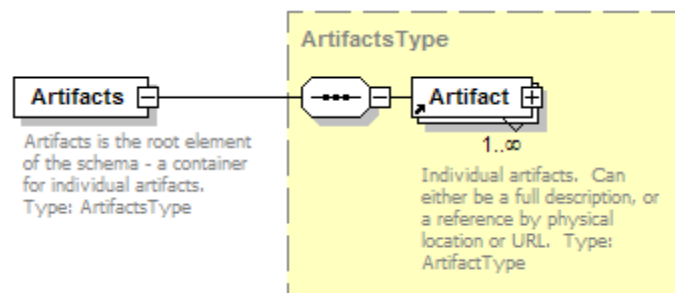 ArtifactsType
Artifacts
Artifact
1..∞
Artifacts is the root element
of the schema - a container
for individual artifacts.
Type: ArtifactsType
Individual artifacts.  Can
either be a full description, or
a reference by physical
location or URL.  Type:
ArtifactType